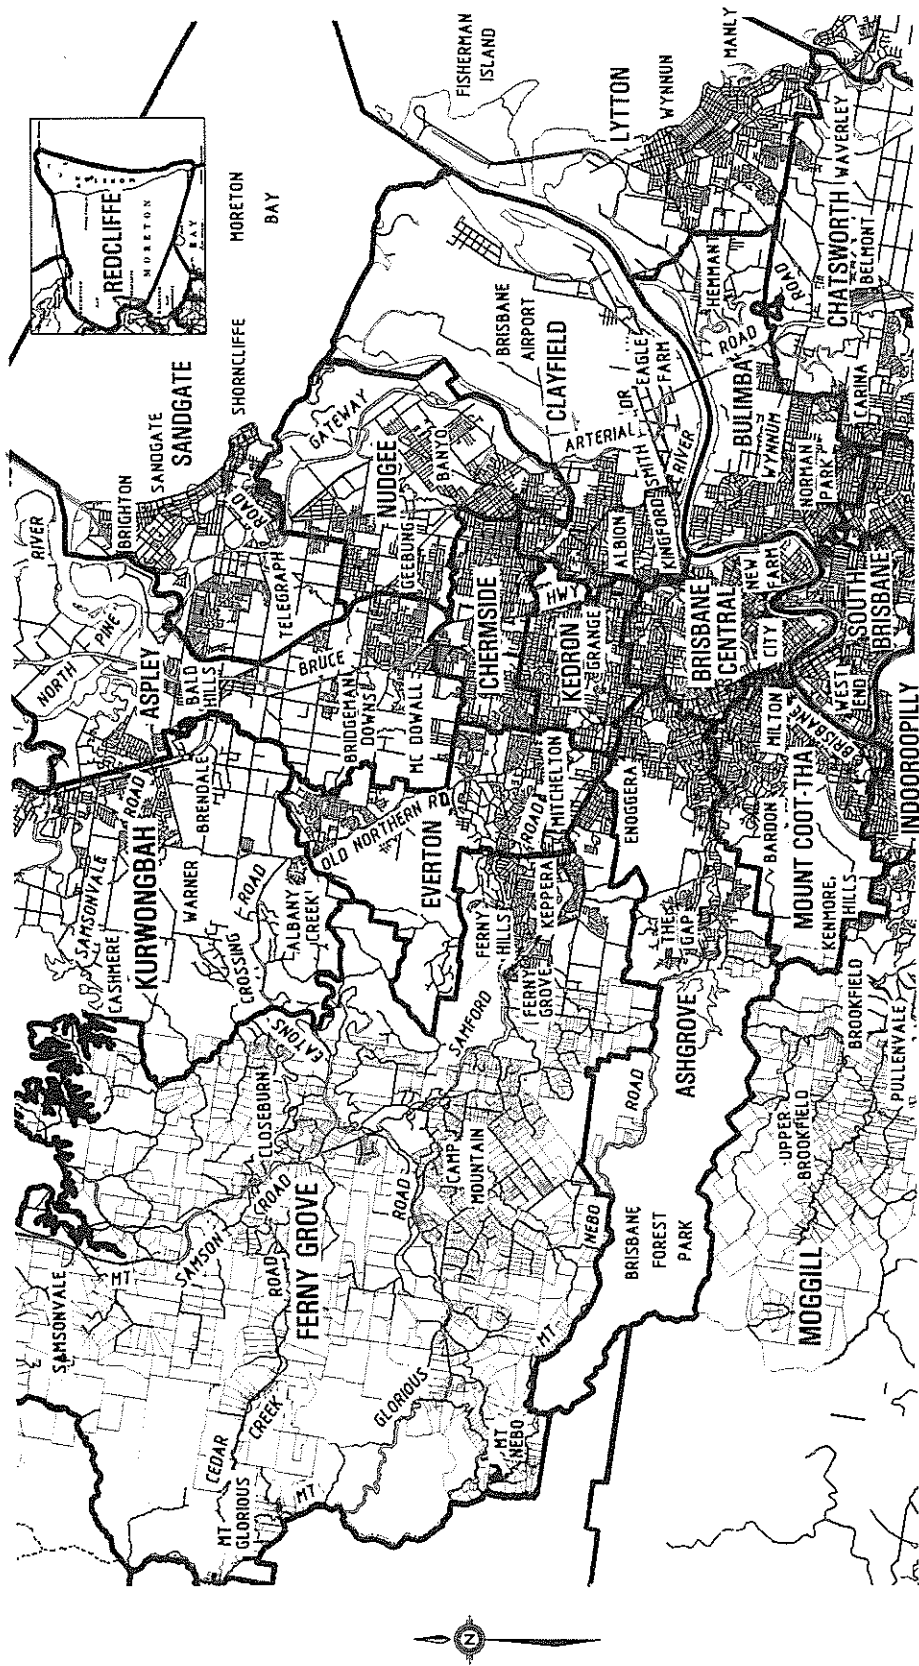 REDCLIFFE
MORETON
BAY
MORETON
BAY
FISHERMAN
ISLAND
LYTTON
WYNNUN
MANLY
SAMSONVALE
MT
SAMSON
ROAD
CEDAR
CREEK
ROAD
MT
GLORIOUS
MT
GLORIOUS
ROAD
FERNY GROVE
CLOSEBURN
CAMP
MOUNTAIN
MT
NEBO
MT
NEBO
ROAD
SAMFORD
ROAD
BRISBANE
FOREST
PARK
ASHGROVE
MOGGILL
UPPER
BROOKFIELD
BROOKFIELD
PULLENVALE
SAMSONVALE
ROAD
CASHMERE
KURWONGBAH
WARNER
BRENDALE
EATONS
CROSSING
ROAD
ALBANY
CREEK
OLD NORTHERN RD
EVERTON
FERNY
HILLS
FERNY
GROVE
KEPPERA
MITCHELTON
ENOGGERA
THE
GAP
BARDON
MOUNT COOT-THA
KENMORE
HILLS
INDOOROOPILLY
NORTH PINE
RIVER
ASPLEY
BALD
HILLS
BRIDGEMAN
DOWNS
MC DOWALL
BRUCE
HWY
CHERMSIDE
KEDRON
GRANGE
BRISBANE
CENTRAL
CITY
NEW
FARM
MILTON
WEST
END
SOUTH
BRISBANE
BRISBANE
RIVER
BRIGHTON
SANDGATE
SANDGATE
SHORNCLIFFE
TELEGRAPH
ROAD
GATEWAY
ARTERIAL
ROAD
NUDGEE
BANYO
GEEBUNG
BRISBANE
AIRPORT
CLAYFIELD
ALBION
KINGFORD SMITH
DR
EAGLE
FARM
HEMMANT
BULIMBA
WYNNUM
ROAD
NORMAN
PARK
CARINA
CHATSWORTH
BELMONT
WAVERLEY
ROAD
N